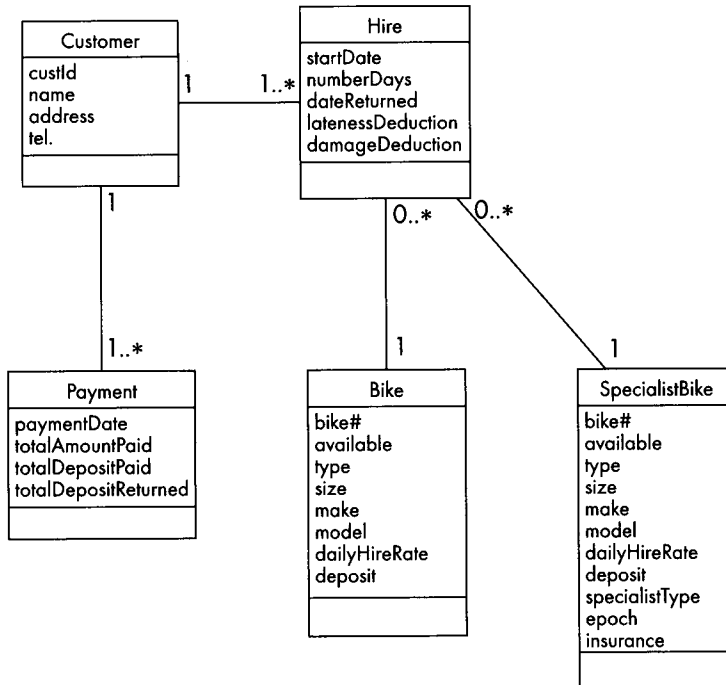 Customer
custId
name
address
tel.
1
1..*
Hire
startDate
numberDays
dateReturned
latenessDeduction
damageDeduction
1
0..*
0..*
1..*
1
1
Payment
paymentDate
totalAmountPaid
totalDepositPaid
totalDepositReturned
Bike
bike#
available
type
size
make
model
dailyHireRate
deposit
SpecialistBike
bike#
available
type
size
make
model
dailyHireRate
deposit
specialistType
epoch
insurance